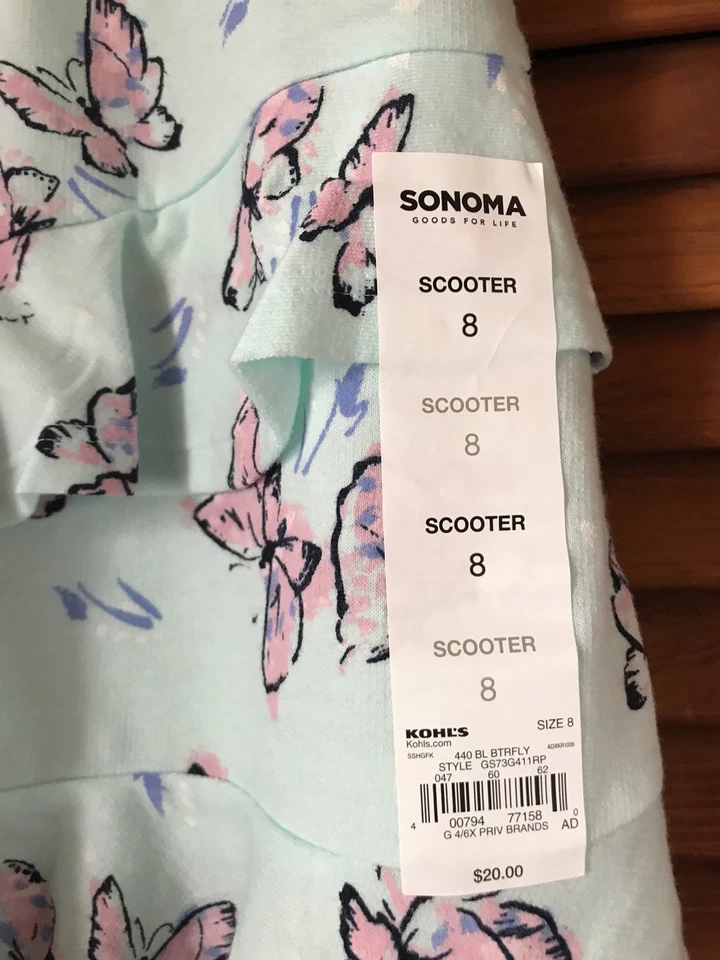 SONOMA
GOODS FOR LIFE
SCOOTER
8
SCOOTER
8
SCOOTER
8
SCOOTER
8
KOHL'S SIZE 8
Kohls.com
SSHGFK 440 BL BTRFLY ADXKR1006
STYLE GS73G411RP
047 60 62
4 00794 77158 0
G 4/6X PRIV BRANDS AD
$20.00